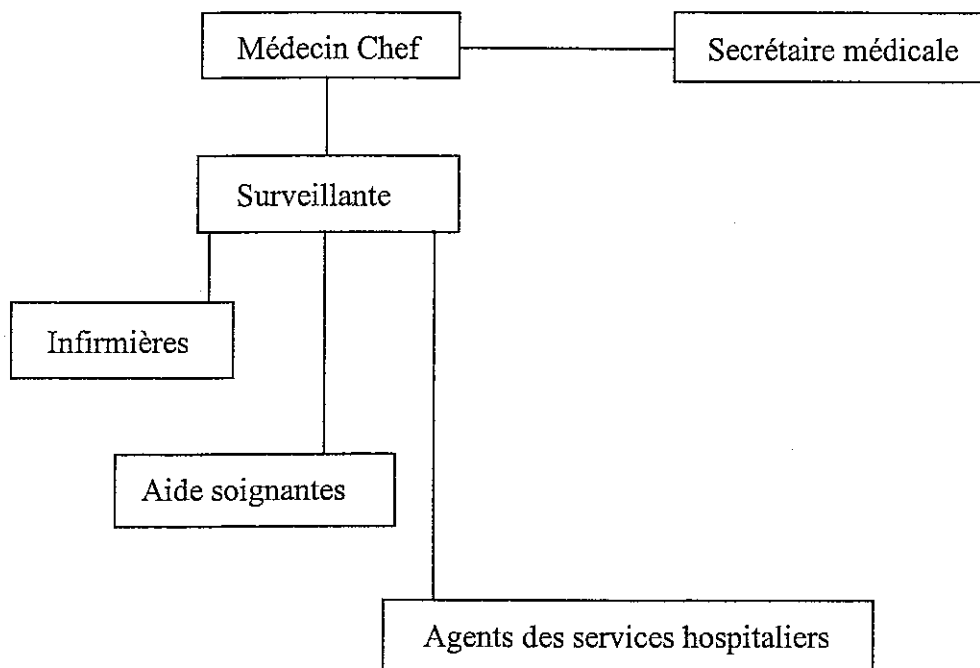 Médecin Chef
Secrétaire médicale
Surveillante
Infirmières
Aide soignantes
Agents des services hospitaliers